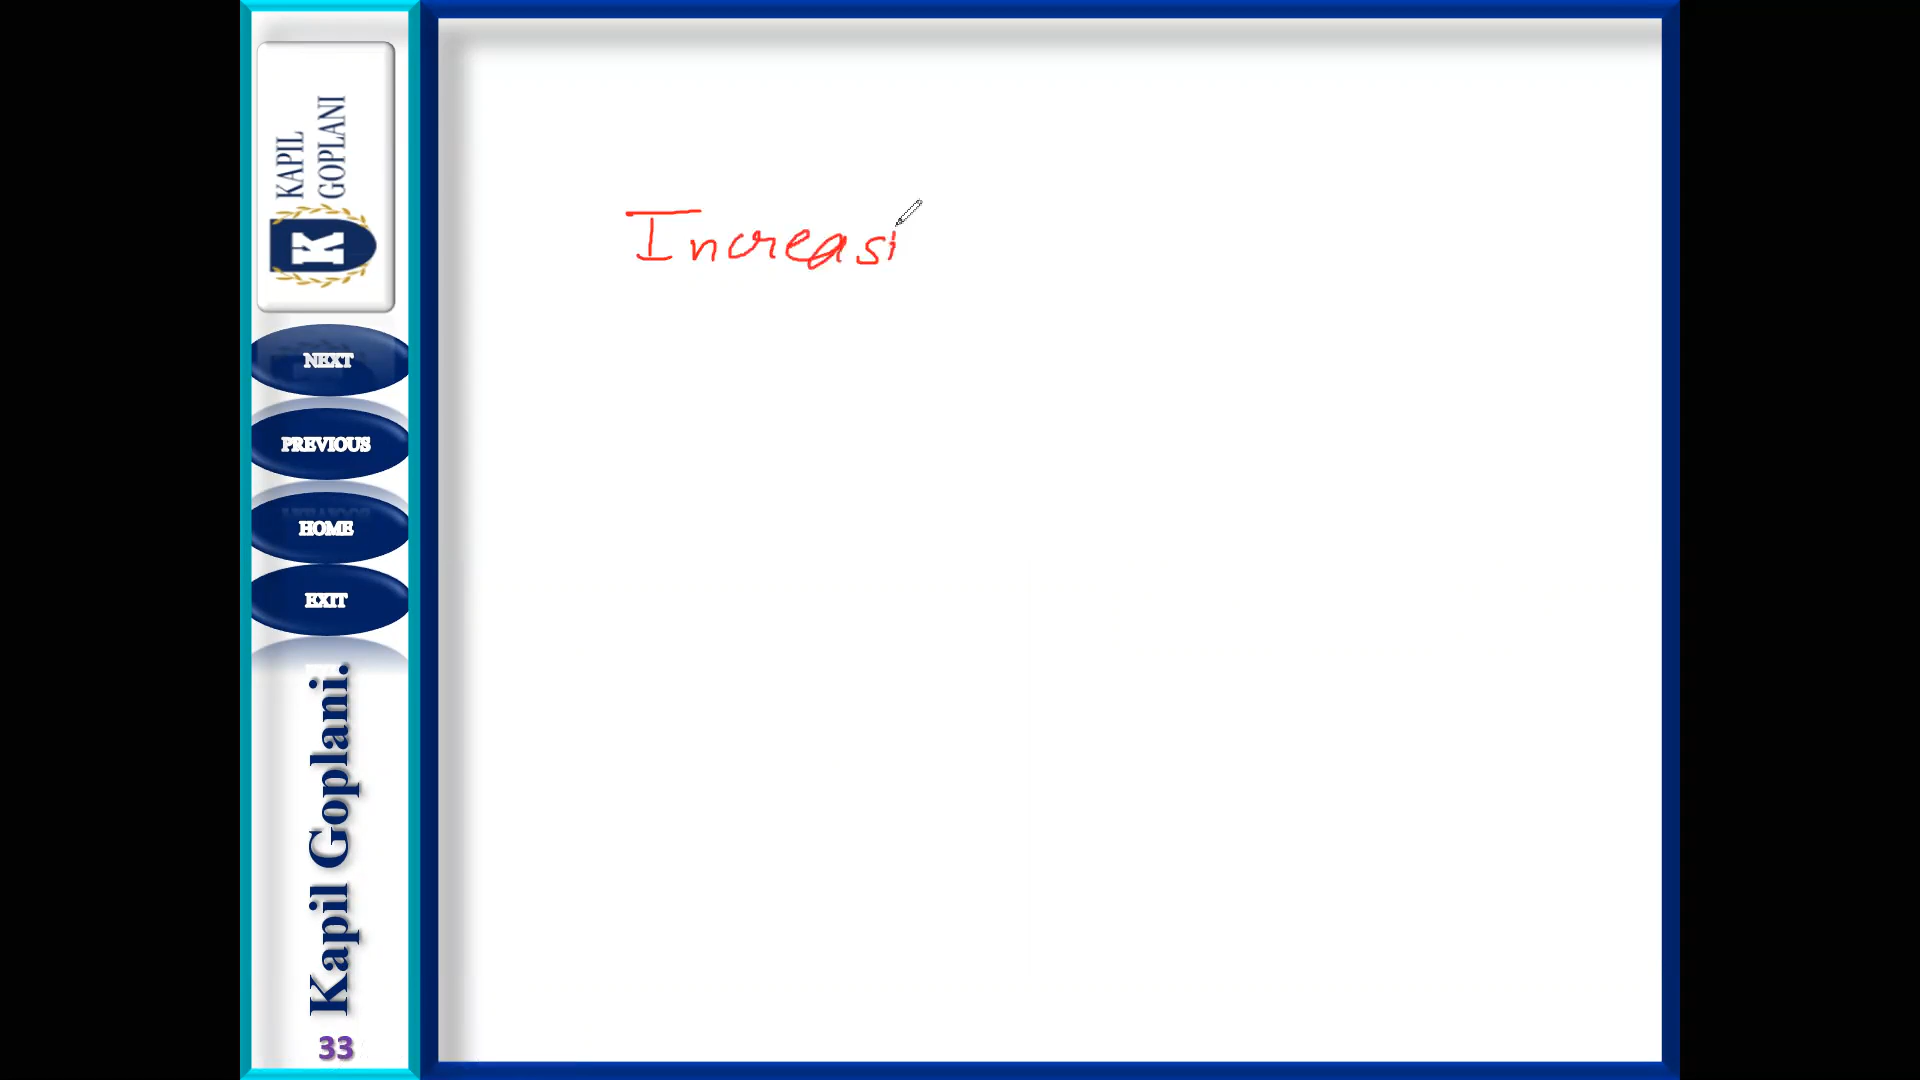 KAPIL
GOPLANI
K
NEXT
PREVIOUS
HOME
EXIT
Kapil Goplani.
33
Increasi